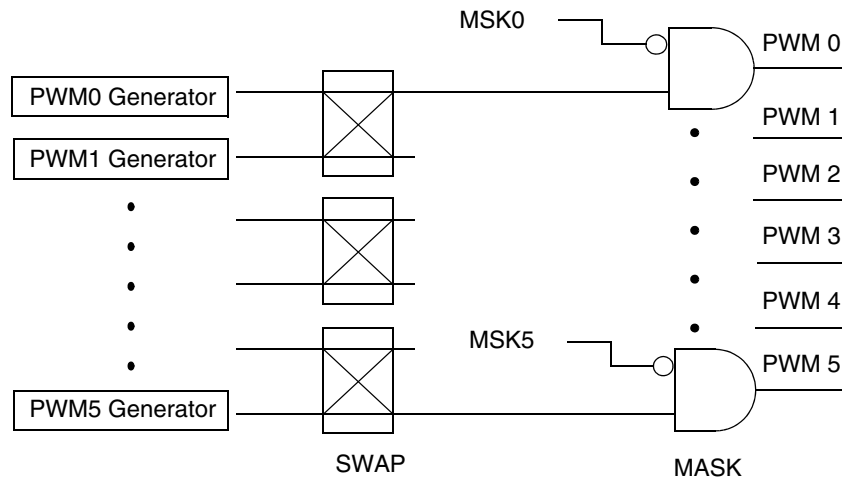 MSK0
PWM 0
PWM0 Generator
PWM 1
PWM1 Generator
PWM 2
PWM 3
PWM 4
MSK5
PWM 5
PWM5 Generator
SWAP
MASK